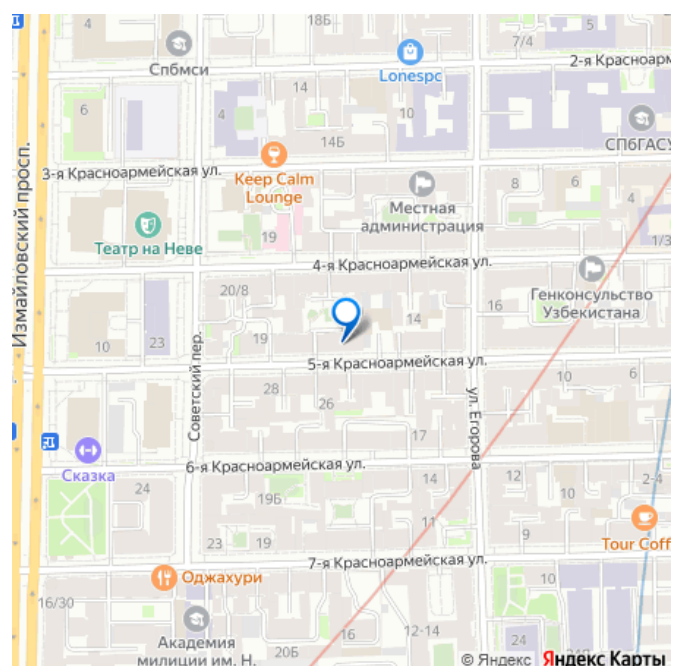 18Б
7/4
5
Спбмси
Lonespc
2-я Красноарм
6
4
14
10
14Б
СПбГАСУ
3-я Красноармейская ул.
Keep Calm
Lounge
Местная
администрация
8
6
Театр на Неве
19
1/3
4-я Красноармейская ул.
Измайловский просп.
20/8
Генконсульство
Узбекистана
16
14
10
23
19
Советский пер.
5-я Красноармейская ул.
ул. Егорова
10
6
28
26
17
Сказка
6-я Красноармейская ул.
24
19Б
14
12
10
2-4
11
9
Tour Coff
23
19
7-я Красноармейская ул.
Оджахури
10
16/30
Академия
милиции им. Н.
20Б
16
12-14
24
© Яндекс Яндекс Карты